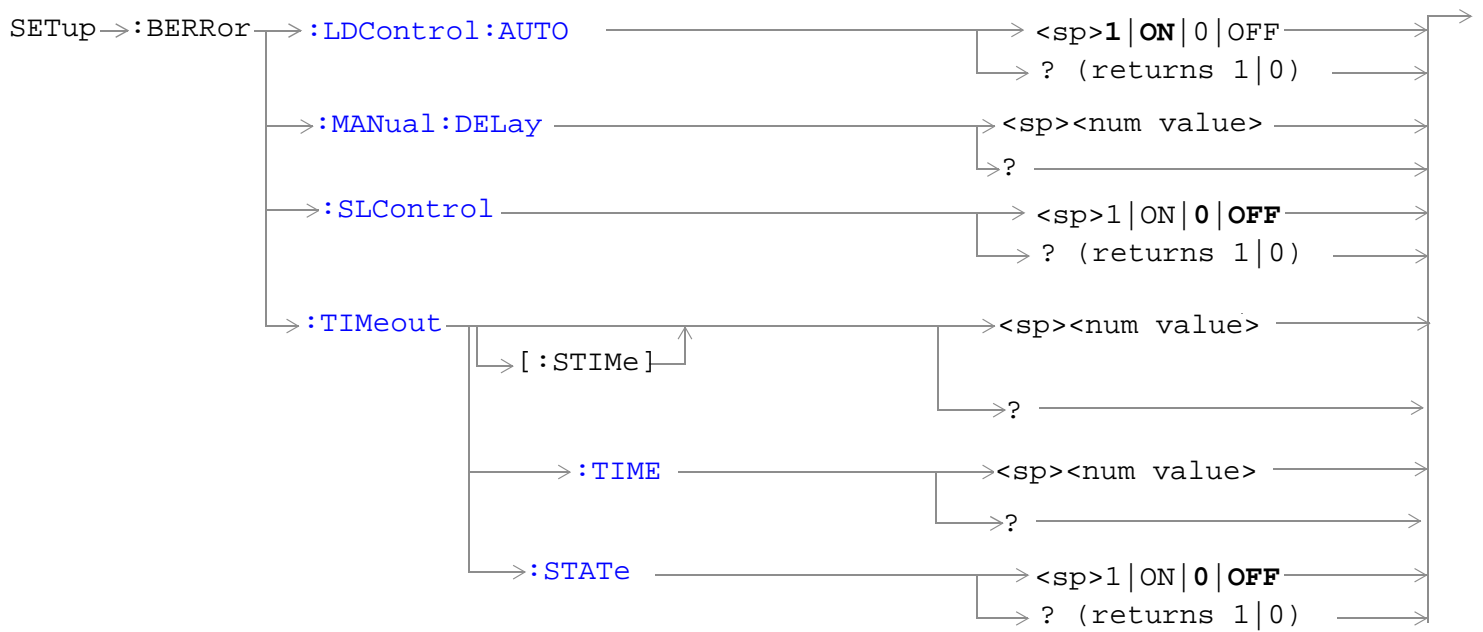 SETup :BERRor :LDControl:AUTO <sp>1|ON|0|OFF
? (returns 1|0)
:MANual:DELay <sp><num value>
?
:SLControl <sp>1|ON|0|OFF
? (returns 1|0)
:TIMeout <sp><num value>
[:STIMe]
?
:TIME <sp><num value>
?
:STATe <sp>1|ON|0|OFF
? (returns 1|0)